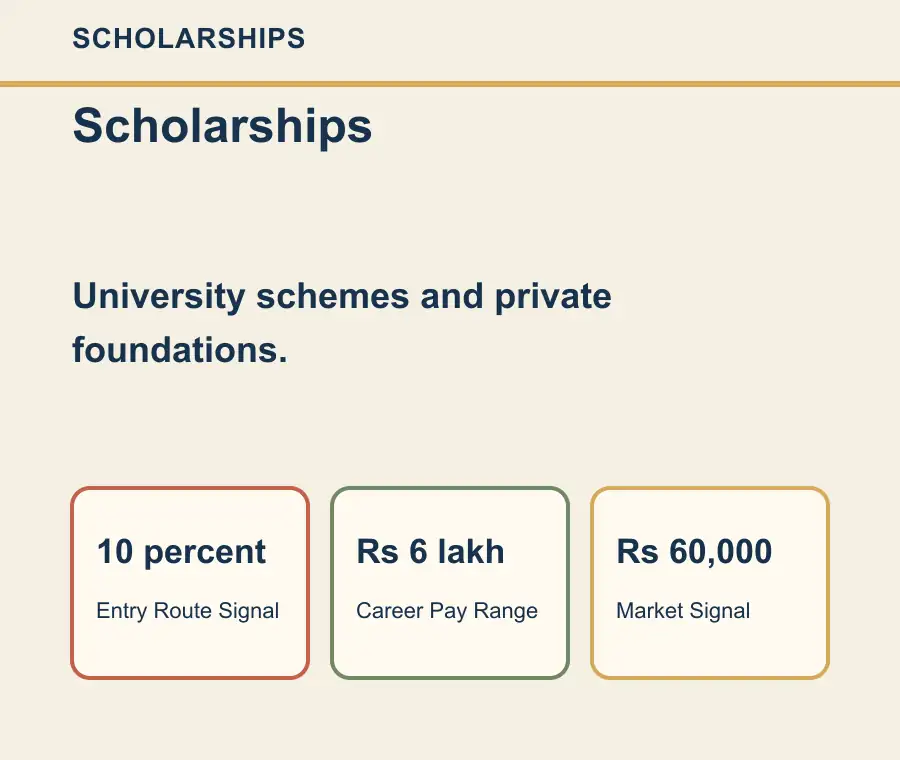 SCHOLARSHIPS
Scholarships
University schemes and private
foundations.
10 percent
Entry Route Signal
Rs 6 lakh
Career Pay Range
Rs 60,000
Market Signal